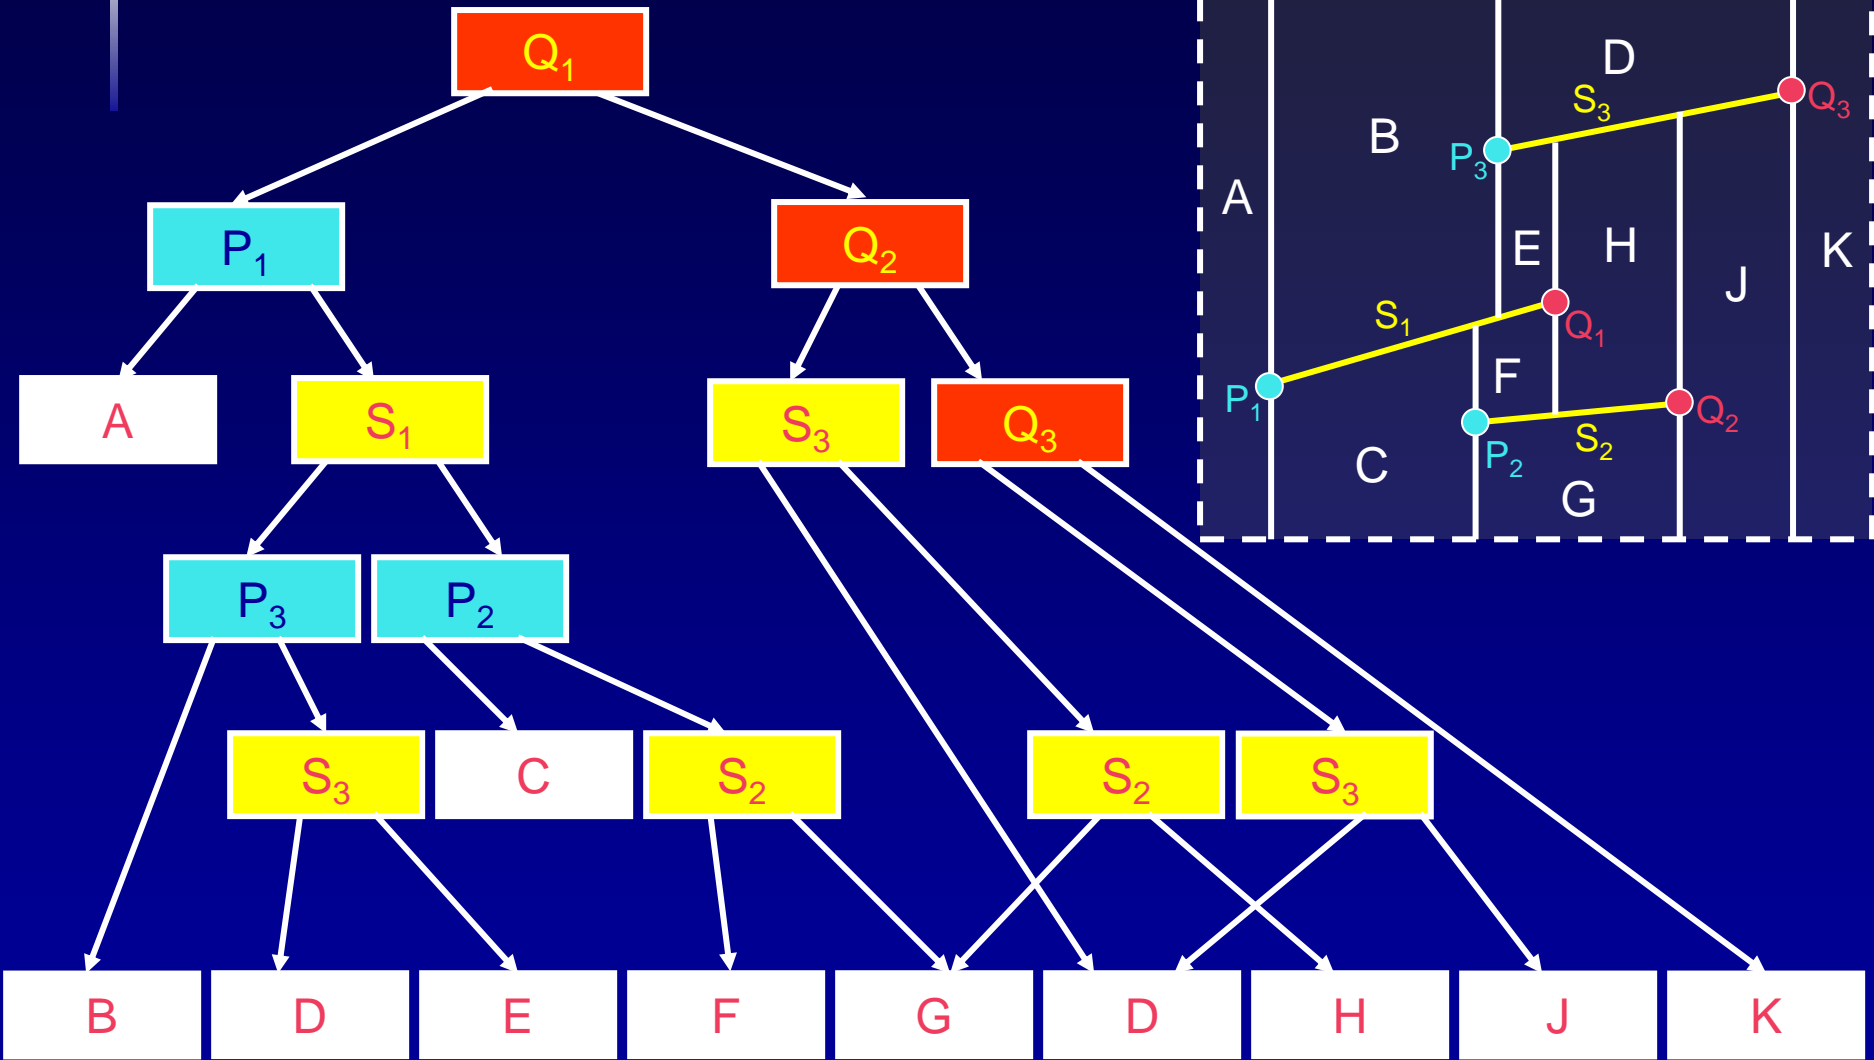 Q₁
P₁
Q₂
A
S₁
S₃
Q₃
P₃
P₂
S₃
C
S₂
S₂
S₃
B
D
E
F
G
D
H
J
K
D
S₃
Q₃
B
P₃
A
E
H
K
J
S₁
Q₁
F
P₁
Q₂
S₂
P₂
C
G